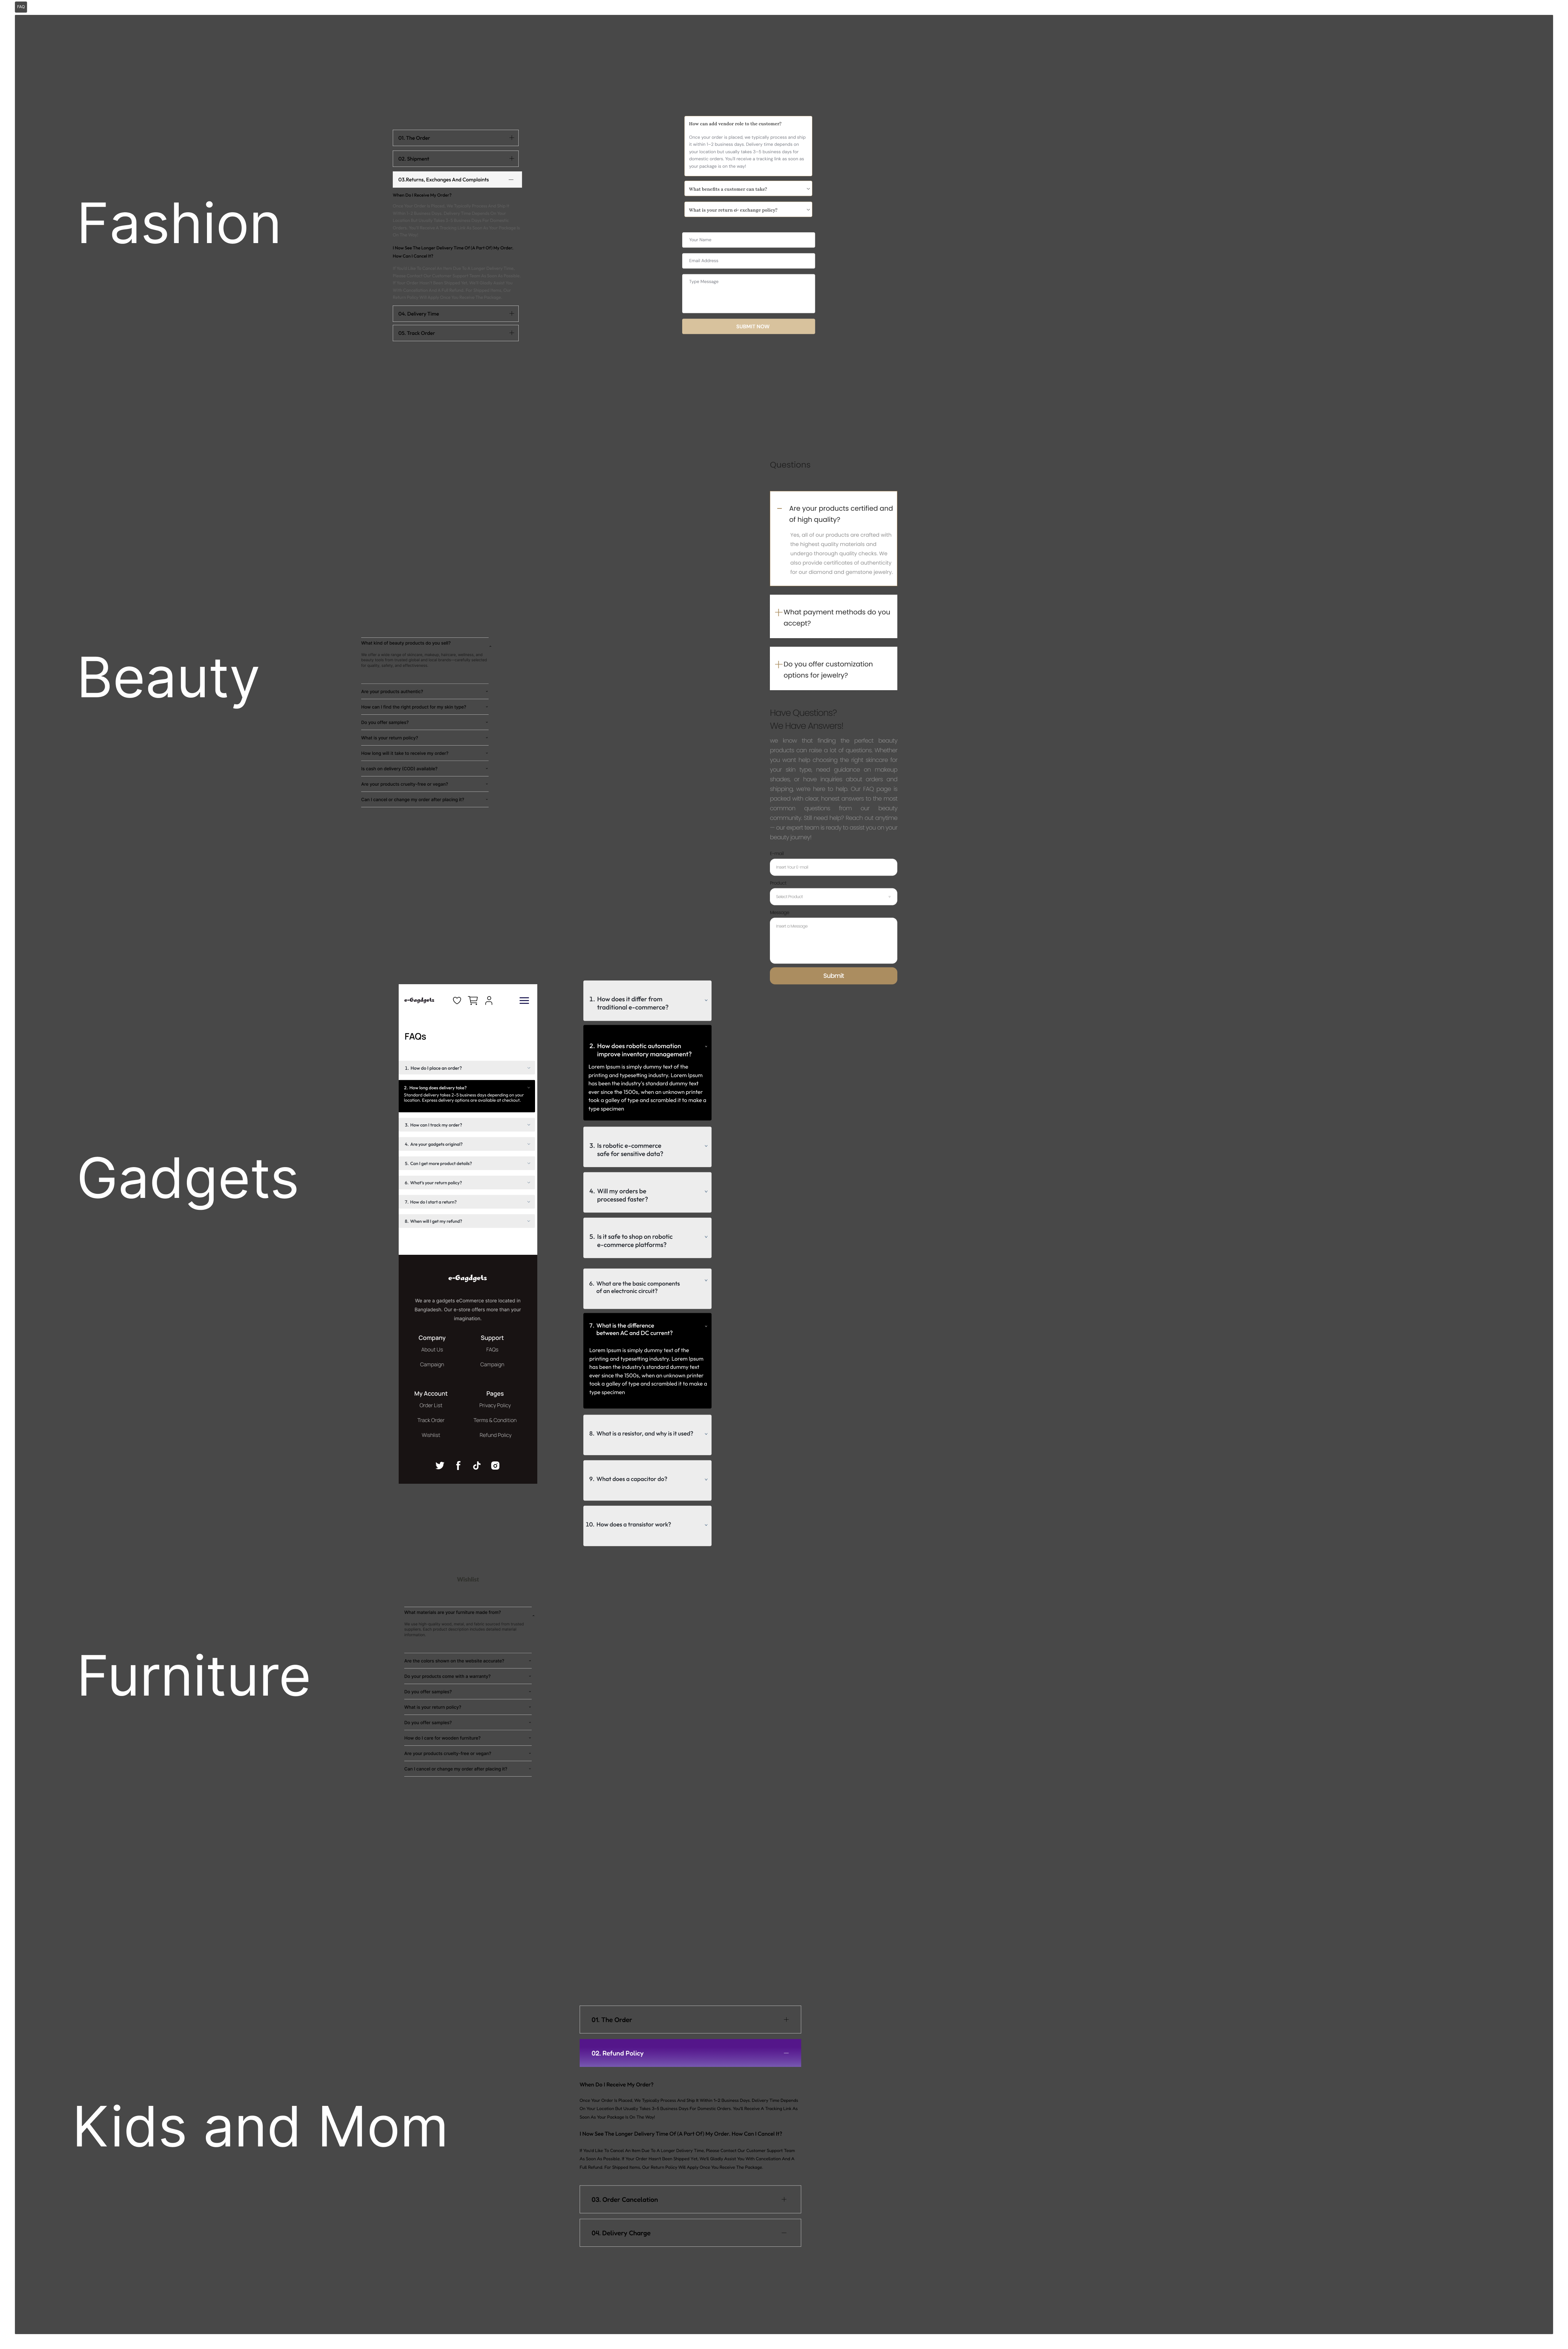 FAQ
Fashion
01. The Order
02. Shipment
03.Returns, Exchanges And Complaints
When Do I Receive My Order?
I Now See The Longer Delivery Time Of (A Part Of) My Order.
How Can I Cancel It?
04. Delivery Time
05. Track Order
How can add vendor role to the customer?
Once your order is placed, we typically process and ship
it within 1–2 business days. Delivery time depends on
your location but usually takes 3–5 business days for
domestic orders. You'll receive a tracking link as soon as
your package is on the way!
What benefits a customer can take?
What is your return & exchange policy?
Your Name
Email Address
Type Message
SUBMIT NOW
Beauty
What kind of beauty products do you sell?
We offer a wide range of skincare, makeup, haircare, wellness, and
beauty tools from trusted global and local brands—carefully selected
for quality, safety, and effectiveness.
Are your products authentic?
How can I find the right product for my skin type?
Do you offer samples?
What is your return policy?
How long will it take to receive my order?
Is cash on delivery (COD) available?
Are your products cruelty-free or vegan?
Can I cancel or change my order after placing it?
Questions
Are your products certified and
of high quality?
Yes, all of our products are crafted with
the highest quality materials and
undergo thorough quality checks. We
also provide certificates of authenticity
for our diamond and gemstone jewelry.
What payment methods do you
accept?
Do you offer customization
options for jewelry?
Have Questions?
We Have Answers!
we know that finding the perfect beauty
products can raise a lot of questions. Whether
you want help choosing the right skincare for
your skin type, need guidance on makeup
shades, or have inquiries about orders and
shipping, we're here to help. Our FAQ page is
packed with clear, honest answers to the most
common questions from our beauty
community. Still need help? Reach out anytime
— our expert team is ready to assist you on your
beauty journey!
Select Product
Submit
Gadgets
e-Gagdgets
FAQs
1. How do I place an order?
2. How long does delivery take?
Standard delivery takes 2–5 business days depending on your
location. Express delivery options are available at checkout.
3. How can I track my order?
4. Are your gadgets original?
5. Can I get more product details?
6. What's your return policy?
7. How do I start a return?
8. When will I get my refund?
e-Gagdgets
We are a gadgets eCommerce store located in
Bangladesh. Our e-store offers more than your
imagination.
Company
Support
About Us
FAQs
Campaign
Campaign
My Account
Pages
Order List
Privacy Policy
Track Order
Terms & Condition
Wishlist
Refund Policy
1. How does it differ from
traditional e-commerce?
2. How does robotic automation
improve inventory management?
Lorem Ipsum is simply dummy text of the
printing and typesetting industry. Lorem Ipsum
has been the industry's standard dummy text
ever since the 1500s, when an unknown printer
took a galley of type and scrambled it to make a
type specimen
3. Is robotic e-commerce
safe for sensitive data?
4. Will my orders be
processed faster?
5. Is it safe to shop on robotic
e-commerce platforms?
6. What are the basic components
of an electronic circuit?
7. What is the difference
between AC and DC current?
Lorem Ipsum is simply dummy text of the
printing and typesetting industry. Lorem Ipsum
has been the industry's standard dummy text
ever since the 1500s, when an unknown printer
took a galley of type and scrambled it to make a
type specimen
8. What is a resistor, and why is it used?
9. What does a capacitor do?
10. How does a transistor work?
Furniture
What materials are your furniture made from?
Are the colors shown on the website accurate?
Do your products come with a warranty?
Do you offer samples?
What is your return policy?
Do you offer samples?
How do I care for wooden furniture?
Are your products cruelty-free or vegan?
Can I cancel or change my order after placing it?
Kids and Mom
01. The Order
02. Refund Policy
When Do I Receive My Order?
Once Your Order Is Placed, We Typically Process And Ship It Within 1–2 Business Days. Delivery Time Depends
On Your Location But Usually Takes 3–5 Business Days For Domestic Orders. You'll Receive A Tracking Link As
Soon As Your Package Is On The Way!
I Now See The Longer Delivery Time Of (A Part Of) My Order. How Can I Cancel It?
If You'd Like To Cancel An Item Due To A Longer Delivery Time, Please Contact Our Customer Support Team
As Soon As Possible. If Your Order Hasn't Been Shipped Yet, We'll Gladly Assist You With Cancellation And A
Full Refund. For Shipped Items, Our Return Policy Will Apply Once You Receive The Package.
03. Order Cancelation
04. Delivery Charge